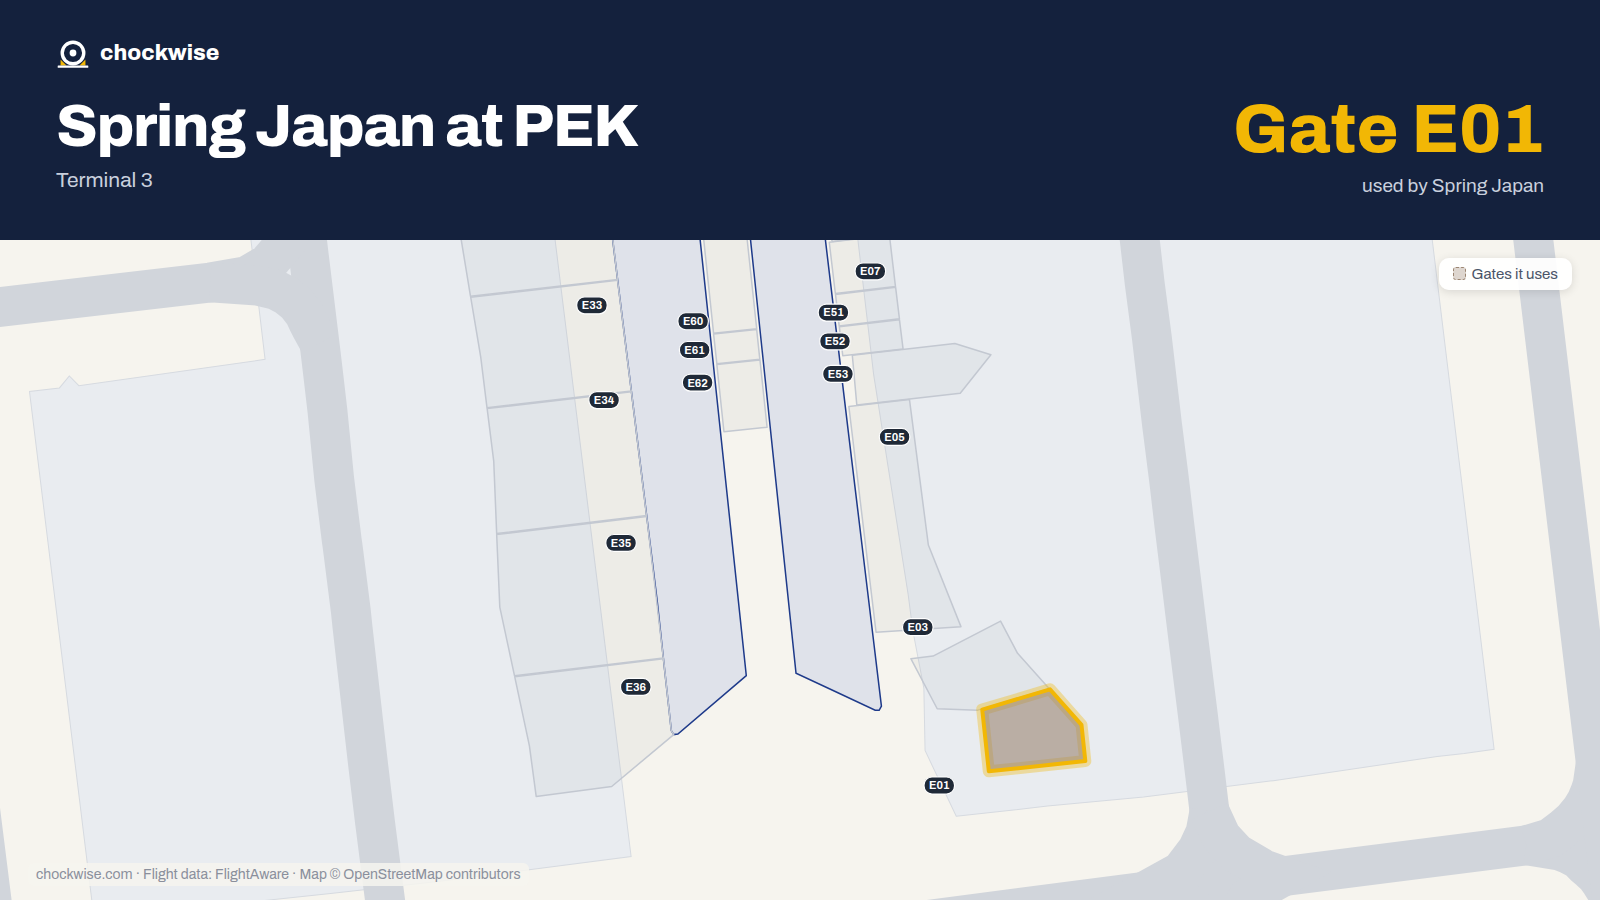 chockwise
Spring Japan at PEK
Terminal 3
Gate E01
used by Spring Japan
Gates it uses
E07
E33
E51
E60
E52
E61
E53
E62
E34
E05
E35
E03
E36
E01
chockwise.com · Flight data: FlightAware · Map © OpenStreetMap contributors